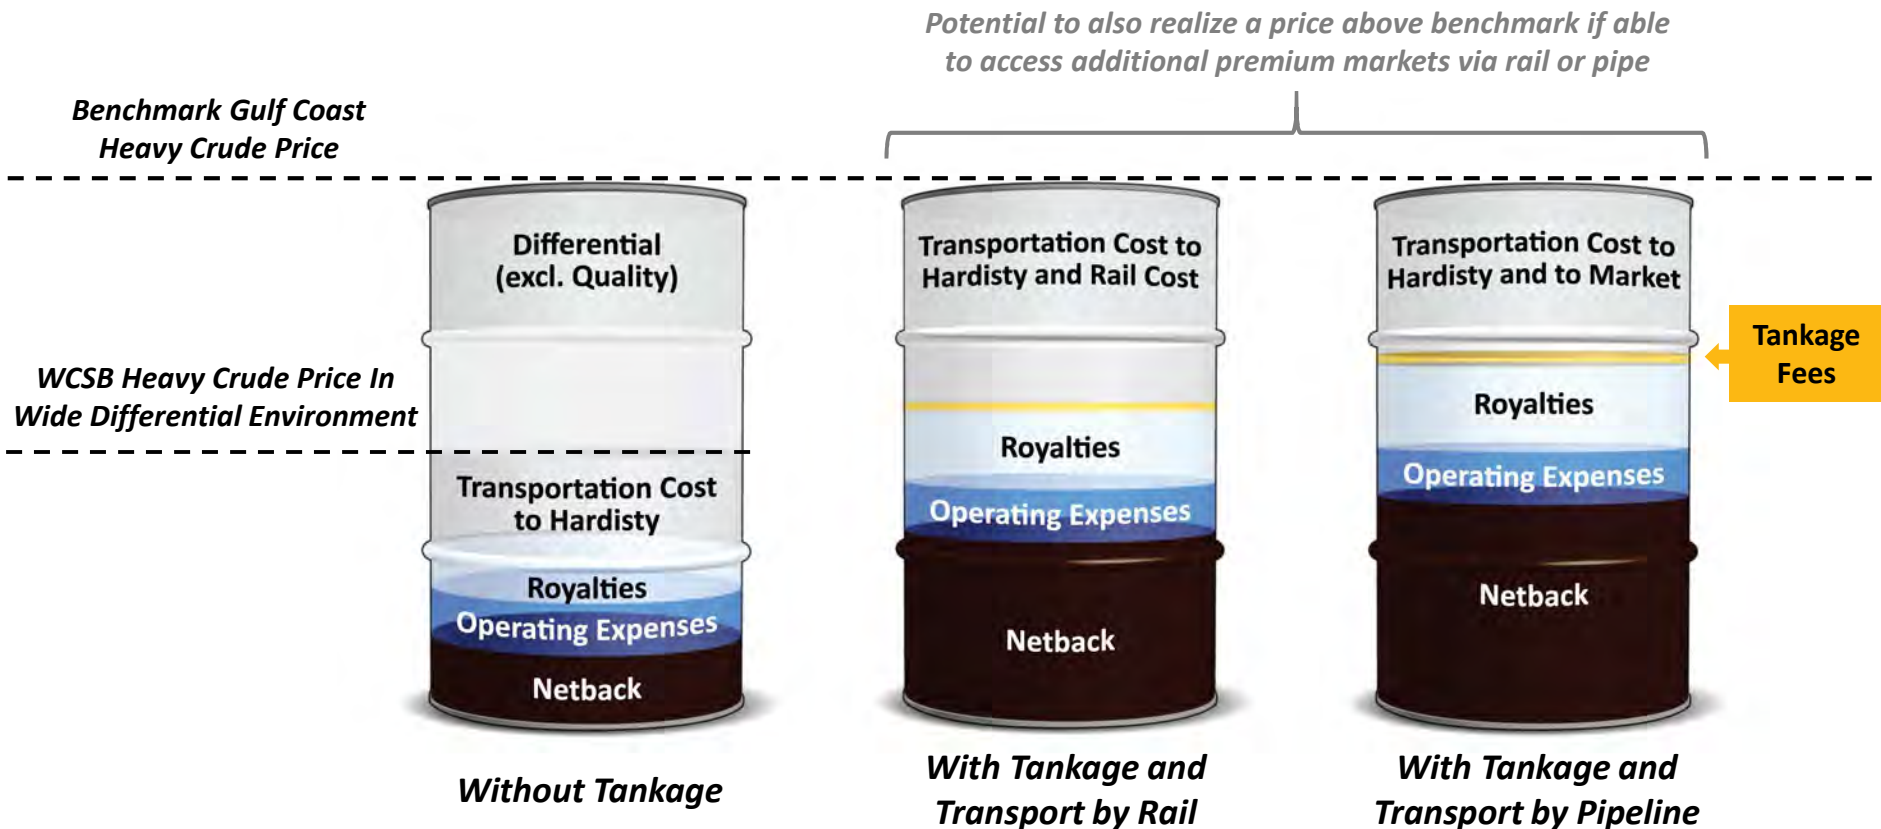 Potential to also realize a price above benchmark if able
to access additional premium markets via rail or pipe
Benchmark Gulf Coast
Heavy Crude Price
Differential
(excl. Quality)
Transportation Cost to
Hardisty and Rail Cost
Transportation Cost to
Hardisty and to Market
Tankage
Fees
WCSB Heavy Crude Price In
Wide Differential Environment
Transportation Cost
to Hardisty
Royalties
Operating Expenses
Netback
Royalties
Operating Expenses
Netback
Royalties
Operating Expenses
Netback
Without Tankage
With Tankage and
Transport by Rail
With Tankage and
Transport by Pipeline